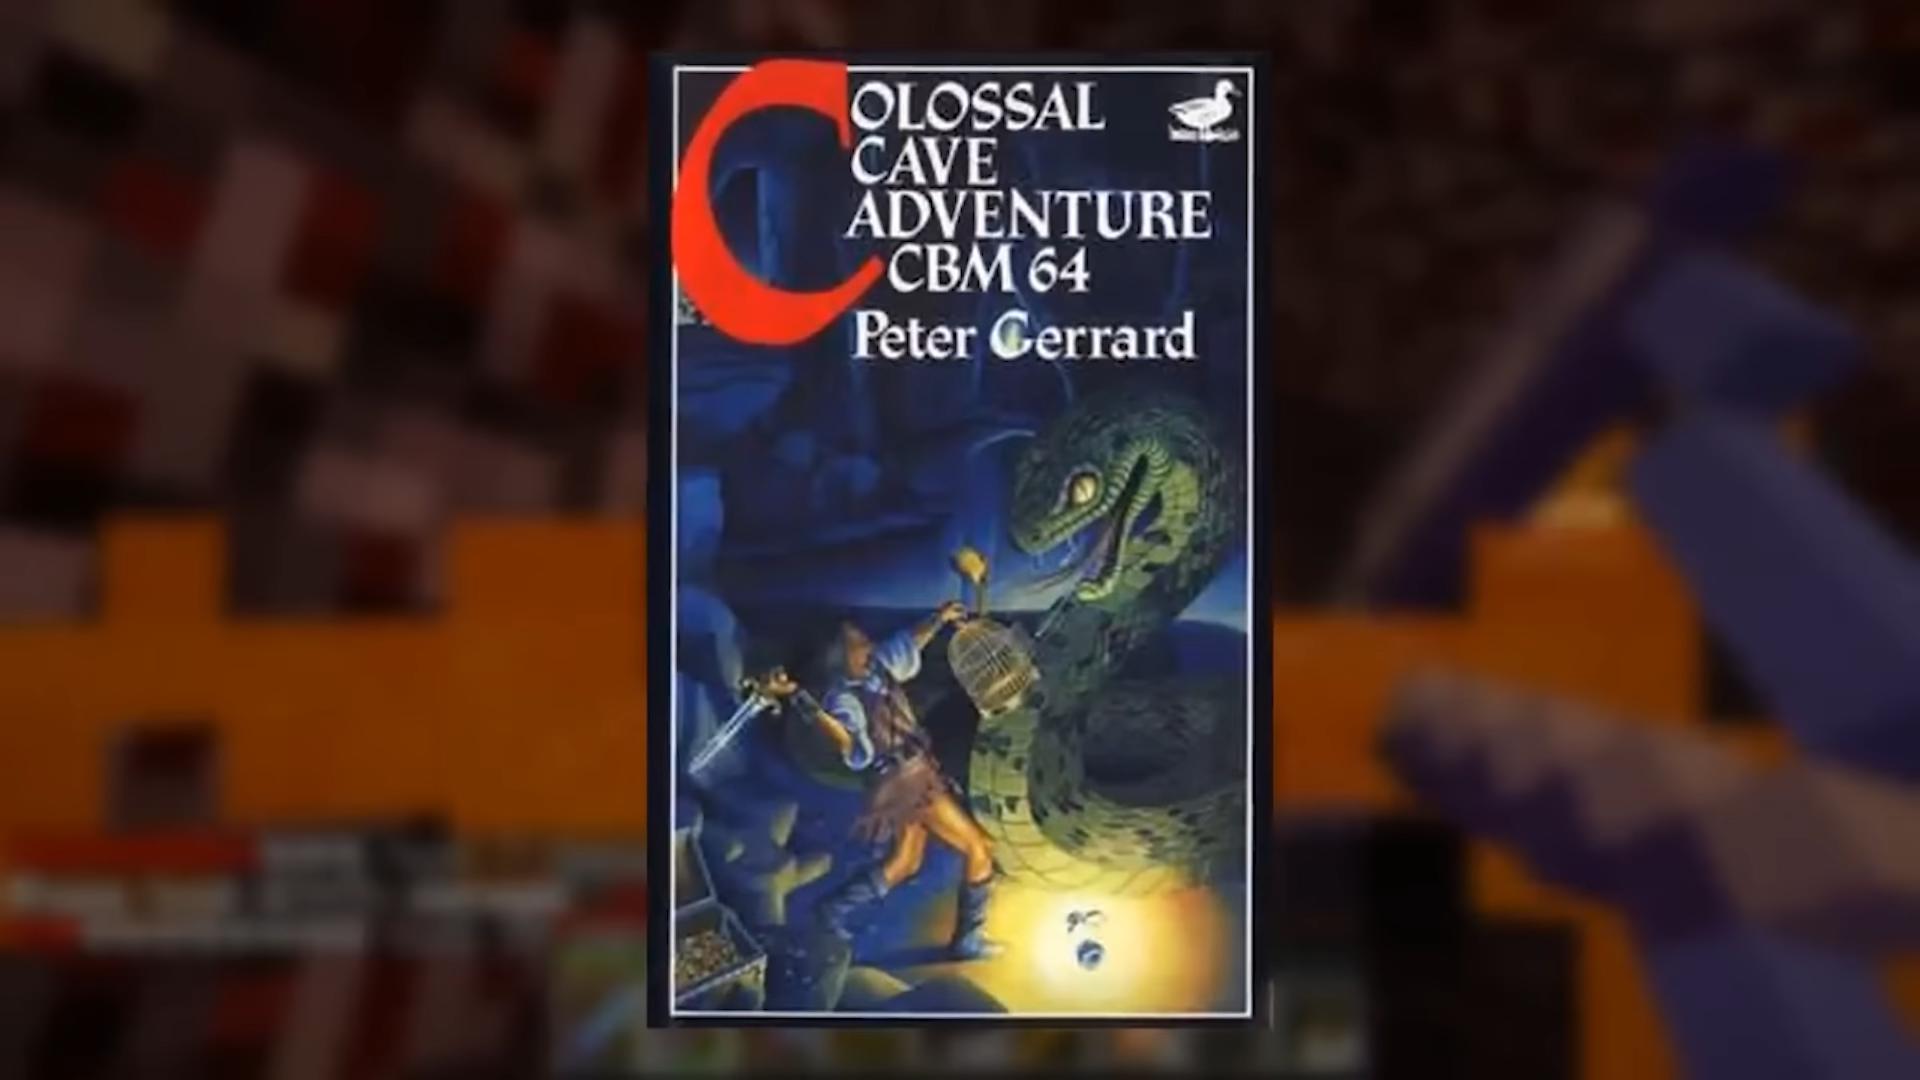 COLOSSAL
CAVE
ADVENTURE
CBM 64
Peter Gerrard